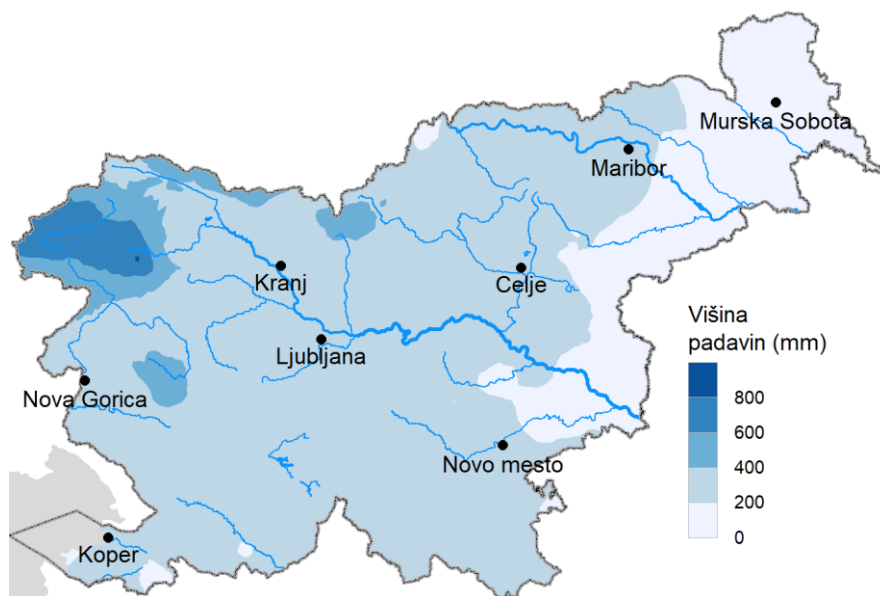 Murska Sobota
Maribor
Kranj
Celje
Ljubljana
Nova Gorica
Novo mesto
Koper
Višina
padavin (mm)
800
600
400
200
0